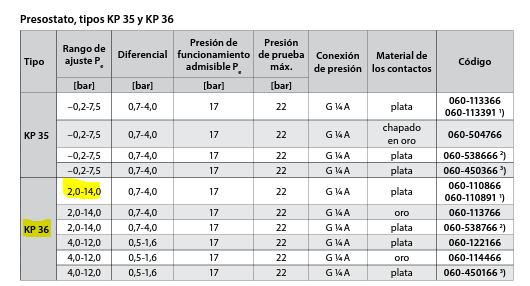 Presostato, tipos KP 35 y KP 36
Tipo Rango de ajuste Pe Diferencial Presión de funcionamiento admisible Pe Presión de prueba máx. Conexión de presión Material de los contactos Código
[bar] [bar] [bar] [bar]
KP 35
–0,2-7,5 0,7-4,0 17 22 G ¼ A plata 060-113366
060-113391 ¹)
–0,2-7,5 0,7-4,0 17 22 G ¼ A chapado en oro 060-504766
–0,2-7,5 0,7-4,0 17 22 G ¼ A plata 060-538666 ²)
–0,2-7,5 0,7-4,0 17 22 G ¼ A plata 060-450366 ³)
KP 36
2,0-14,0 0,7-4,0 17 22 G ¼ A plata 060-110866
060-110891 ¹)
2,0-14,0 0,7-4,0 17 22 G ¼ A oro 060-113766
2,0-14,0 0,7-4,0 17 22 G ¼ A plata 060-538766 ²)
4,0-12,0 0,5-1,6 17 22 G ¼ A plata 060-122166
4,0-12,0 0,5-1,6 17 22 G ¼ A oro 060-114466
4,0-12,0 0,5-1,6 17 22 G ¼ A plata 060-450166 ³)